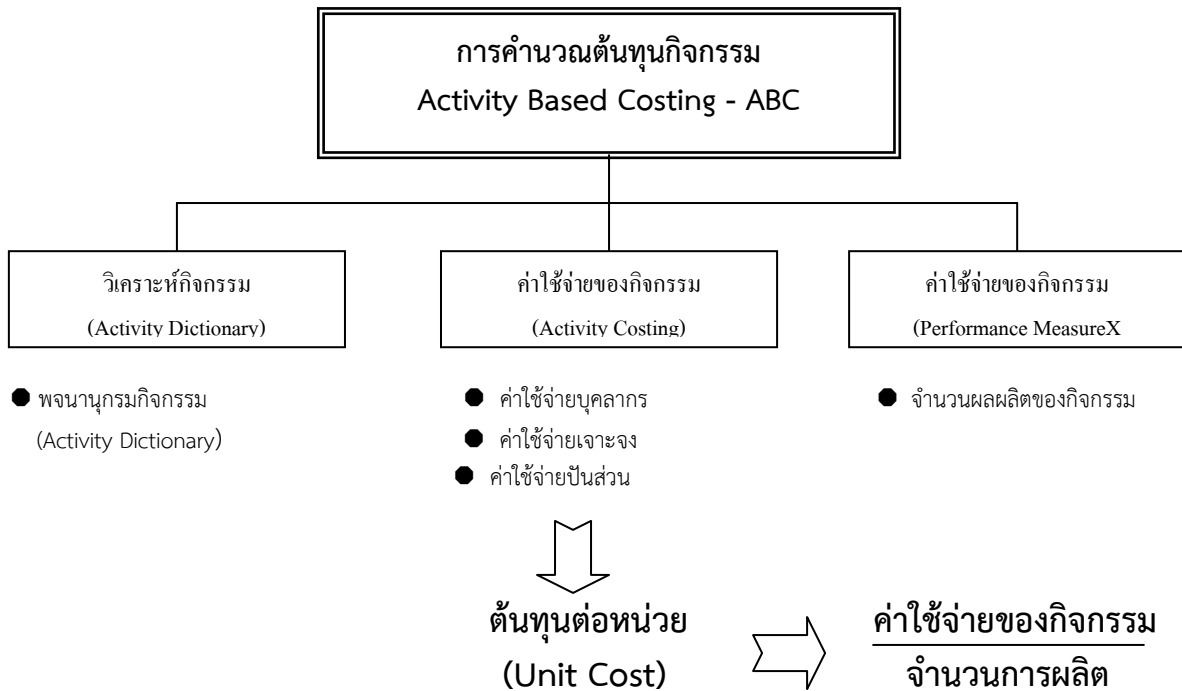 การคำนวณต้นทุนกิจกรรม
Activity Based Costing - ABC
วิเคราะห์กิจกรรม
(Activity Dictionary)
ค่าใช้จ่ายของกิจกรรม
(Activity Costing)
ค่าใช้จ่ายของกิจกรรม
(Performance MeasureX
พจนานุกรมกิจกรรม
(Activity Dictionary)
ค่าใช้จ่ายบุคลากร
ค่าใช้จ่ายเจาะจง
ค่าใช้จ่ายปันส่วน
จำนวนผลผลิตของกิจกรรม
ต้นทุนต่อหน่วย
(Unit Cost)
ค่าใช้จ่ายของกิจกรรม
จำนวนการผลิต